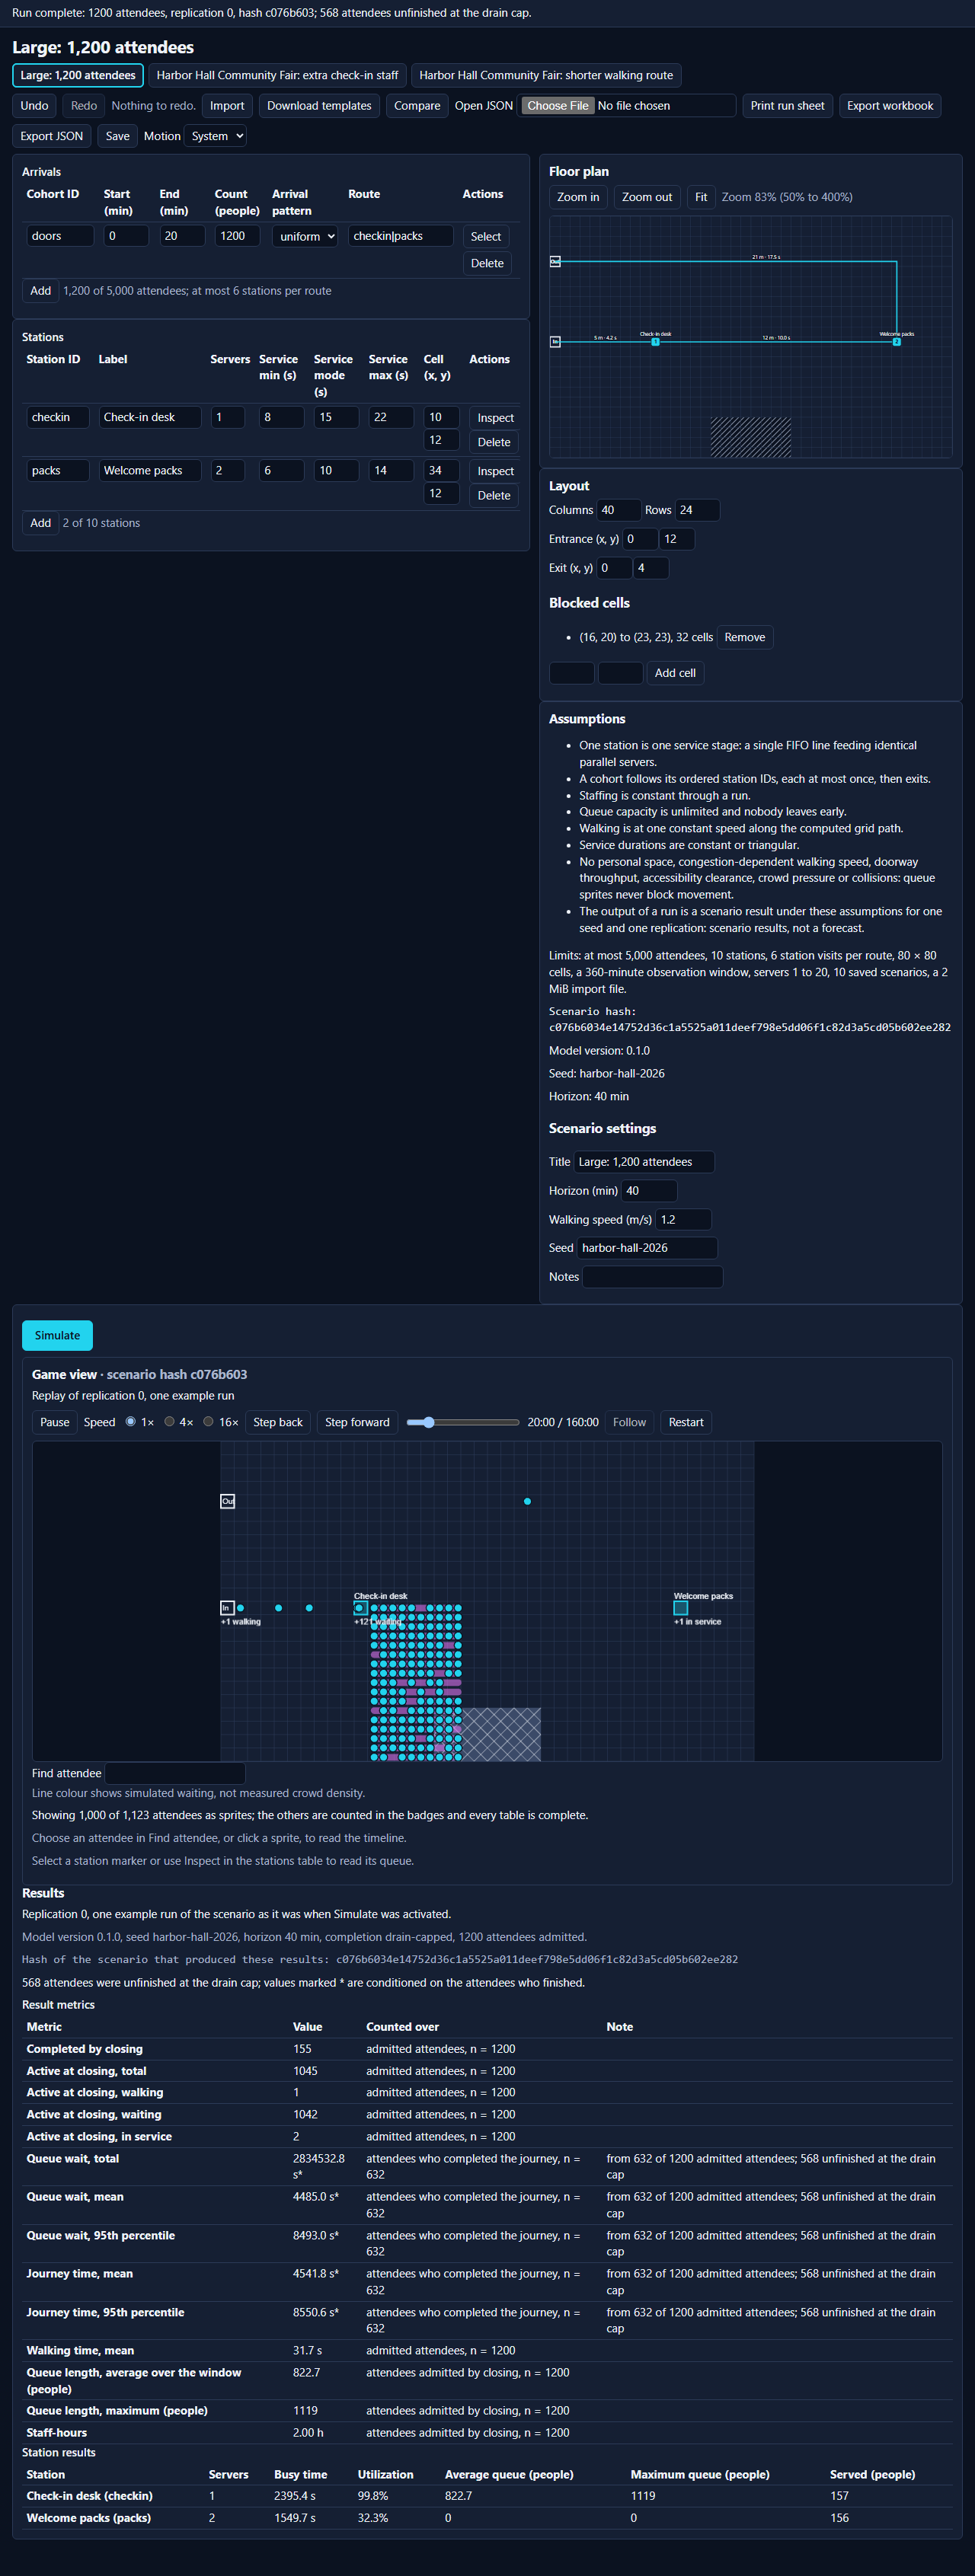 Run complete: 1200 attendees, replication 0, hash c076b603; 568 attendees unfinished at the drain cap.
Large: 1,200 attendees
Large: 1,200 attendees Harbor Hall Community Fair: extra check-in staff Harbor Hall Community Fair: shorter walking route
Undo Redo Nothing to redo. Import Download templates Compare Open JSON Choose File No file chosen Print run sheet Export workbook
Export JSON Save Motion System
Arrivals
Cohort ID Start (min) End (min) Count (people) Arrival pattern Route Actions
doors 0 20 1200 uniform checkin|packs Select
Delete
Add 1,200 of 5,000 attendees; at most 6 stations per route
Stations
Station ID Label Servers Service min (s) Service mode (s) Service max (s) Cell (x, y) Actions
checkin Check-in desk 1 8 15 22 10 Inspect
12 Delete
packs Welcome packs 2 6 10 14 34 Inspect
12 Delete
Add 2 of 10 stations
Floor plan
Zoom in Zoom out Fit Zoom 83% (50% to 400%)
21 m · 17.5 s
Out
Check-in desk Welcome packs
In 5 m · 4.2 s 1 12 m · 10.0 s 2
Layout
Columns 40 Rows 24
Entrance (x, y) 0 12
Exit (x, y) 0 4
Blocked cells
• (16, 20) to (23, 23), 32 cells Remove
Add cell
Assumptions
• One station is one service stage: a single FIFO line feeding identical
parallel servers.
• A cohort follows its ordered station IDs, each at most once, then exits.
• Staffing is constant through a run.
• Queue capacity is unlimited and nobody leaves early.
• Walking is at one constant speed along the computed grid path.
• Service durations are constant or triangular.
• No personal space, congestion-dependent walking speed, doorway
throughput, accessibility clearance, crowd pressure or collisions: queue
sprites never block movement.
• The output of a run is a scenario result under these assumptions for one
seed and one replication: scenario results, not a forecast.
Limits: at most 5,000 attendees, 10 stations, 6 station visits per route, 80 × 80
cells, a 360-minute observation window, servers 1 to 20, 10 saved scenarios, a 2
MiB import file.
Scenario hash:
c076b6034e14752d36c1a5525a011deef798e5dd06f1c82d3a5cd05b602ee282
Model version: 0.1.0
Seed: harbor-hall-2026
Horizon: 40 min
Scenario settings
Title Large: 1,200 attendees
Horizon (min) 40
Walking speed (m/s) 1.2
Seed harbor-hall-2026
Notes
Simulate
Game view · scenario hash c076b603
Replay of replication 0, one example run
Pause Speed 1× 4× 16× Step back Step forward 20:00 / 160:00 Follow Restart
Out
Check-in desk Welcome packs
In
+1 walking +121 waiting +1 in service
Find attendee
Line colour shows simulated waiting, not measured crowd density.
Showing 1,000 of 1,123 attendees as sprites; the others are counted in the badges and every table is complete.
Choose an attendee in Find attendee, or click a sprite, to read the timeline.
Select a station marker or use Inspect in the stations table to read its queue.
Results
Replication 0, one example run of the scenario as it was when Simulate was activated.
Model version 0.1.0, seed harbor-hall-2026, horizon 40 min, completion drain-capped, 1200 attendees admitted.
Hash of the scenario that produced these results: c076b6034e14752d36c1a5525a011deef798e5dd06f1c82d3a5cd05b602ee282
568 attendees were unfinished at the drain cap; values marked * are conditioned on the attendees who finished.
Result metrics
Metric Value Counted over Note
Completed by closing 155 admitted attendees, n = 1200
Active at closing, total 1045 admitted attendees, n = 1200
Active at closing, walking 1 admitted attendees, n = 1200
Active at closing, waiting 1042 admitted attendees, n = 1200
Active at closing, in service 2 admitted attendees, n = 1200
Queue wait, total 2834532.8 s* attendees who completed the journey, n = 632 from 632 of 1200 admitted attendees; 568 unfinished at the drain cap
Queue wait, mean 4485.0 s* attendees who completed the journey, n = 632 from 632 of 1200 admitted attendees; 568 unfinished at the drain cap
Queue wait, 95th percentile 8493.0 s* attendees who completed the journey, n = 632 from 632 of 1200 admitted attendees; 568 unfinished at the drain cap
Journey time, mean 4541.8 s* attendees who completed the journey, n = 632 from 632 of 1200 admitted attendees; 568 unfinished at the drain cap
Journey time, 95th percentile 8550.6 s* attendees who completed the journey, n = 632 from 632 of 1200 admitted attendees; 568 unfinished at the drain cap
Walking time, mean 31.7 s admitted attendees, n = 1200
Queue length, average over the window (people) 822.7 attendees admitted by closing, n = 1200
Queue length, maximum (people) 1119 attendees admitted by closing, n = 1200
Staff-hours 2.00 h attendees admitted by closing, n = 1200
Station results
Station Servers Busy time Utilization Average queue (people) Maximum queue (people) Served (people)
Check-in desk (checkin) 1 2395.4 s 99.8% 822.7 1119 157
Welcome packs (packs) 2 1549.7 s 32.3% 0 0 156